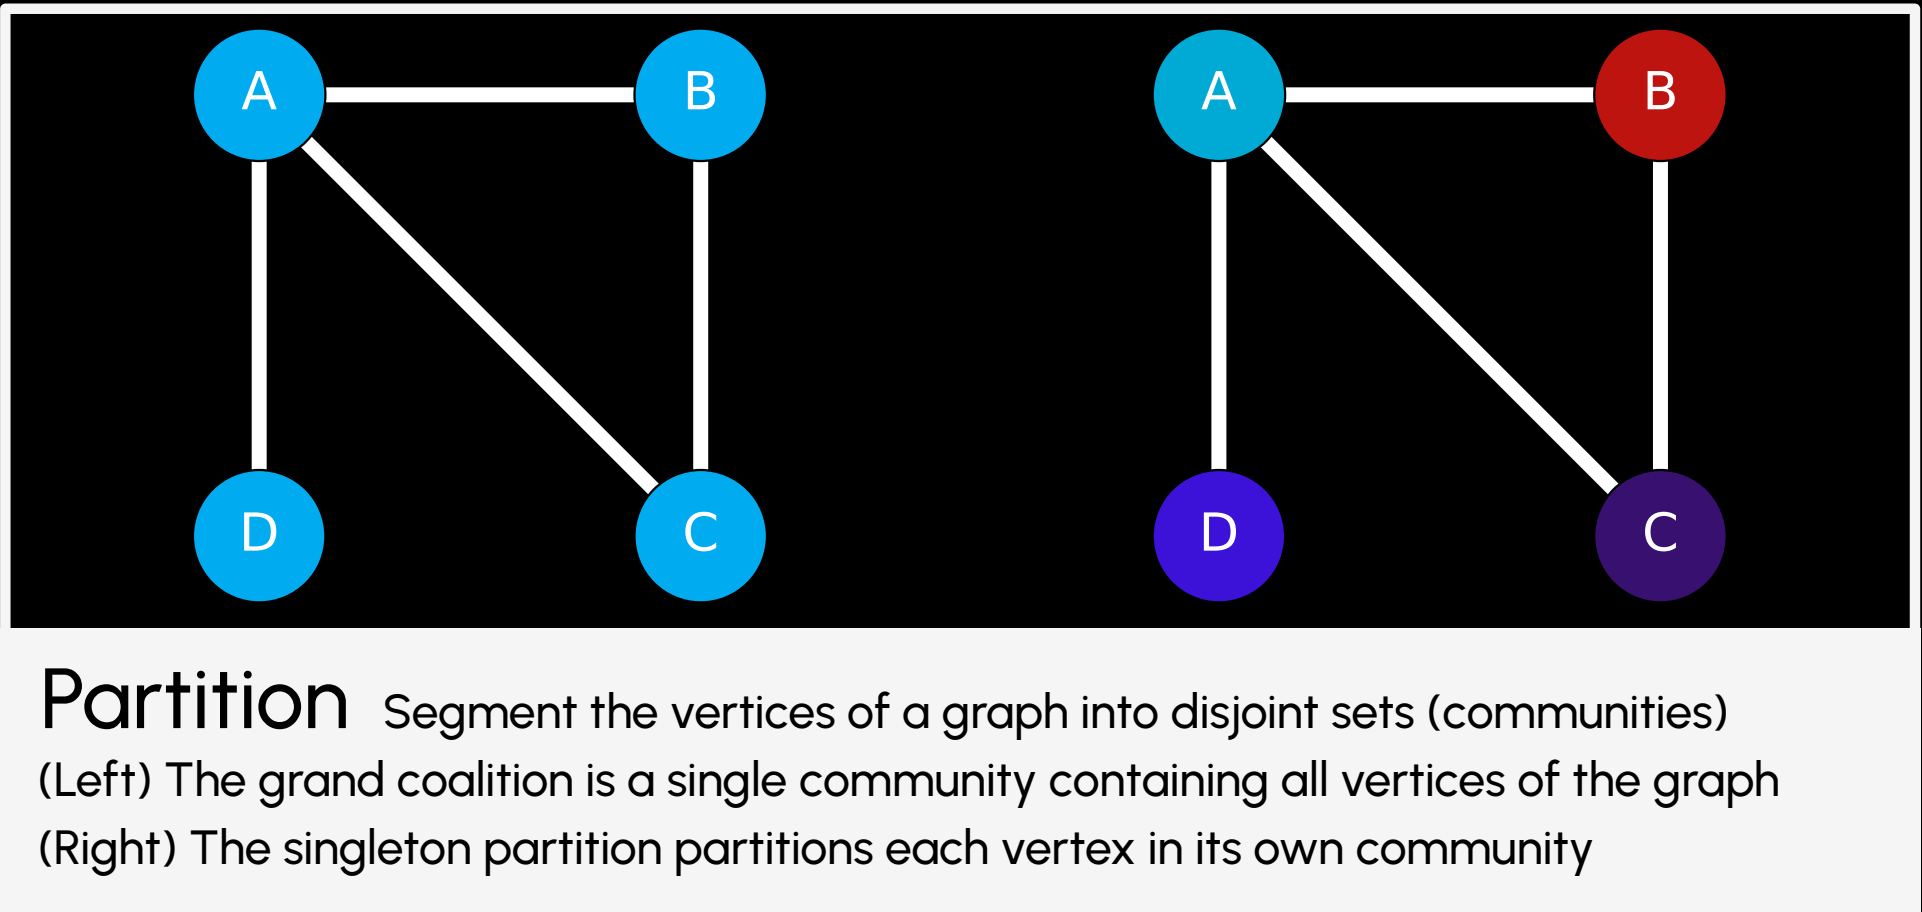 A B A B
D C D C
Partition Segment the vertices of a graph into disjoint sets (communities)
(Left) The grand coalition is a single community containing all vertices of the graph
(Right) The singleton partition partitions each vertex in its own community